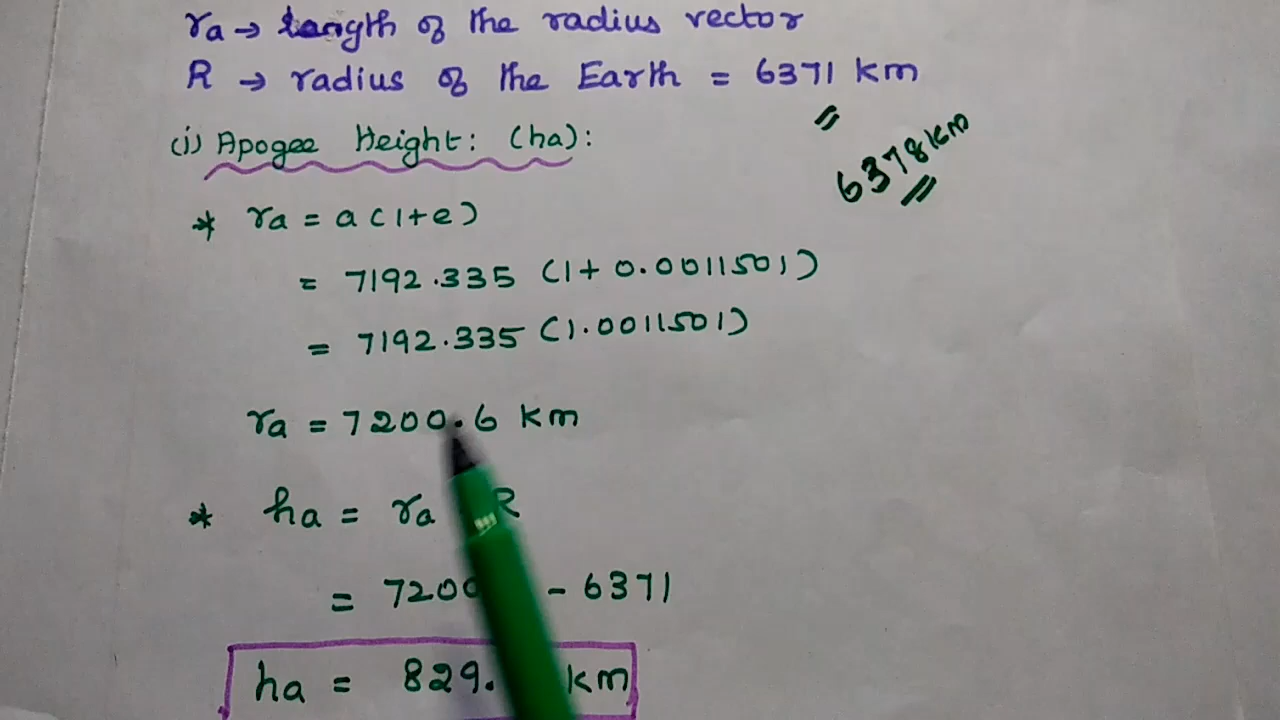 ra → length of the radius vector
R → radius of the Earth = 6371 km
6378 km
(i) Apogee Height: (ha):
* ra = a (1+e)
= 7192.335 (1 + 0.0011501)
= 7192.335 (1.0011501)
ra = 7200.6 km
* ha = ra R
= 7200 - 6371
ha = 829. km